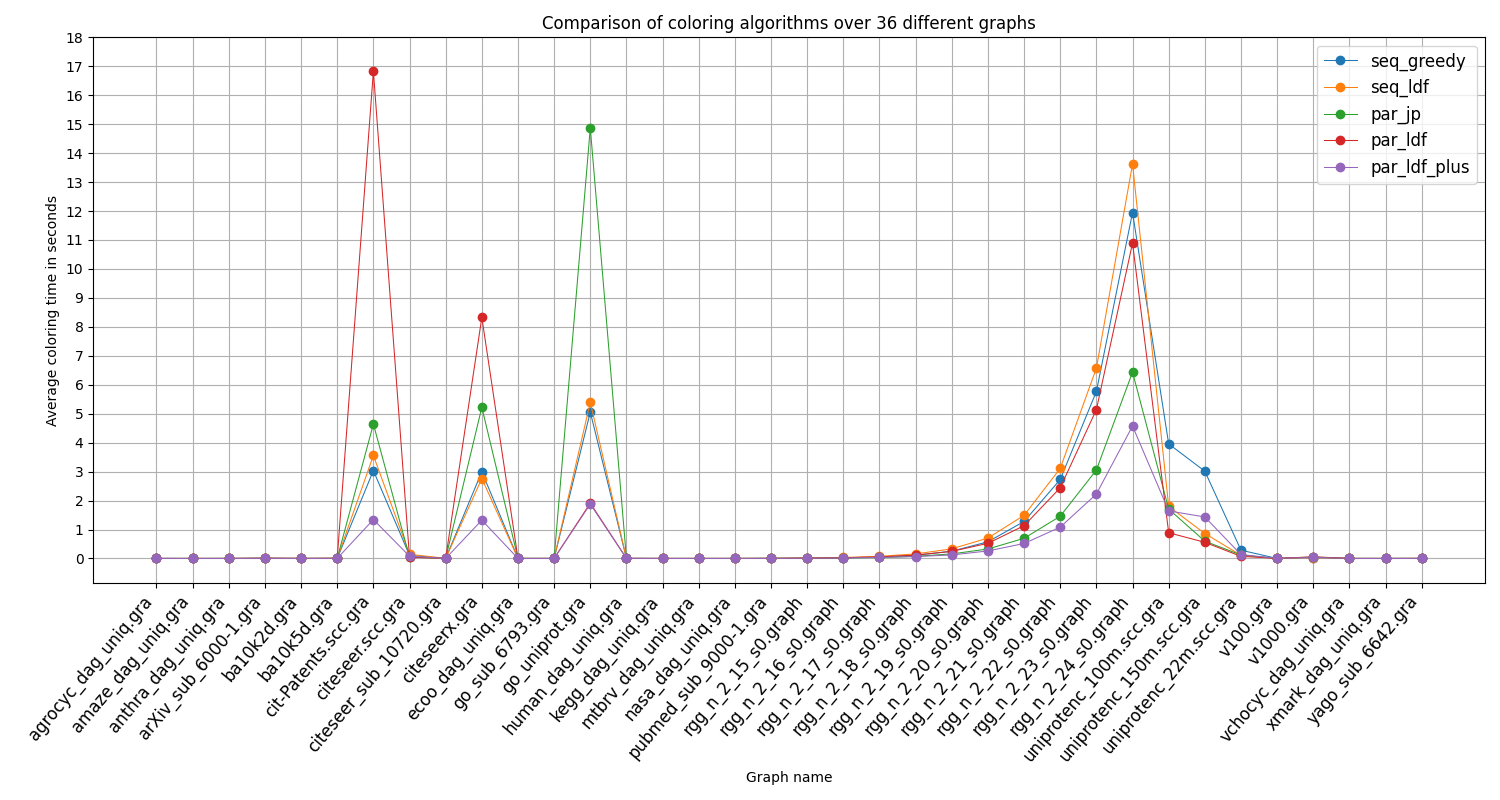 Comparison of coloring algorithms over 36 different graphs
18
17
16
15
14
13
12
11
10
9
8
7
6
5
4
3
2
1
0
Average coloring time in seconds
seq_greedy
seq_ldf
par_jp
par_ldf
par_ldf_plus
agrocyc_dag_uniq.gra
amaze_dag_uniq.gra
anthra_dag_uniq.gra
arXiv_sub_6000-1.gra
ba10k2d.gra
ba10k5d.gra
cit-Patents.scc.gra
citeseer.scc.gra
citeseer_sub_10720.gra
citeseerx.gra
ecoo_dag_uniq.gra
go_sub_6793.gra
go_uniprot.gra
human_dag_uniq.gra
kegg_dag_uniq.gra
mtbrv_dag_uniq.gra
nasa_dag_uniq.gra
pubmed_sub_9000-1.gra
rgg_n_2_15_s0.graph
rgg_n_2_16_s0.graph
rgg_n_2_17_s0.graph
rgg_n_2_18_s0.graph
rgg_n_2_19_s0.graph
rgg_n_2_20_s0.graph
rgg_n_2_21_s0.graph
rgg_n_2_22_s0.graph
rgg_n_2_23_s0.graph
rgg_n_2_24_s0.graph
uniprotenc_100m.scc.gra
uniprotenc_150m.scc.gra
uniprotenc_22m.scc.gra
v100.gra
v1000.gra
vchocyc_dag_uniq.gra
xmark_dag_uniq.gra
yago_sub_6642.gra
Graph name